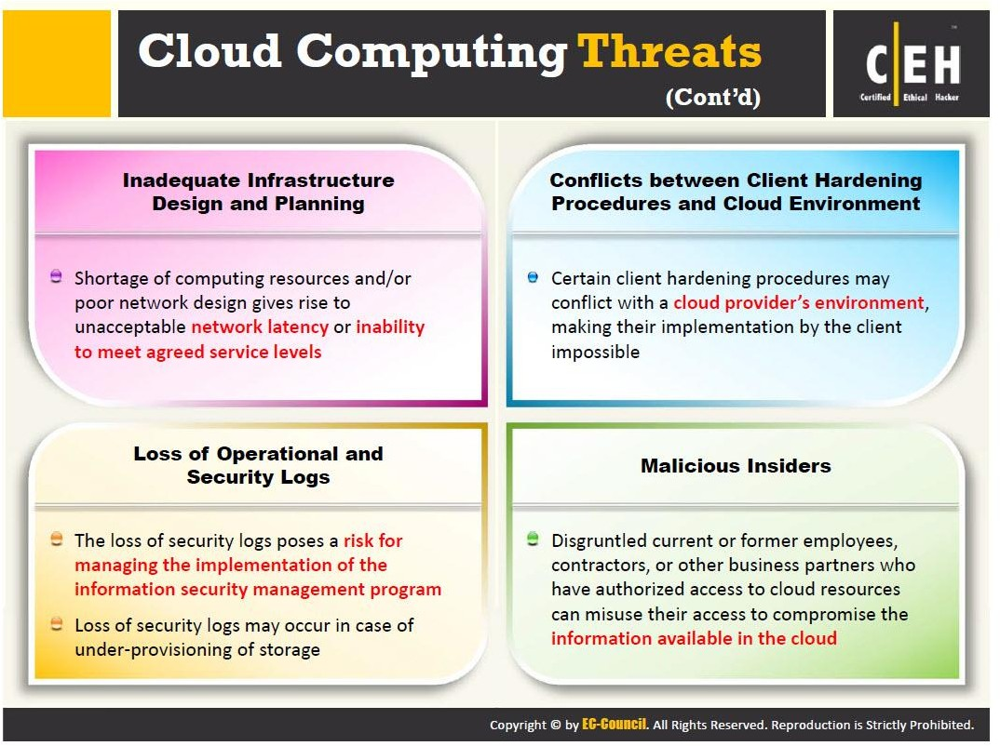 Cloud Computing Threats
(Cont’d)
C|EH
TM
Certified Ethical Hacker
Inadequate Infrastructure
Design and Planning
Shortage of computing resources and/or
poor network design gives rise to
unacceptable network latency or inability
to meet agreed service levels
Conflicts between Client Hardening
Procedures and Cloud Environment
Certain client hardening procedures may
conflict with a cloud provider’s environment,
making their implementation by the client
impossible
Loss of Operational and
Security Logs
The loss of security logs poses a risk for
managing the implementation of the
information security management program
Loss of security logs may occur in case of
under-provisioning of storage
Malicious Insiders
Disgruntled current or former employees,
contractors, or other business partners who
have authorized access to cloud resources
can misuse their access to compromise the
information available in the cloud
Copyright © by EC-Council. All Rights Reserved. Reproduction is Strictly Prohibited.